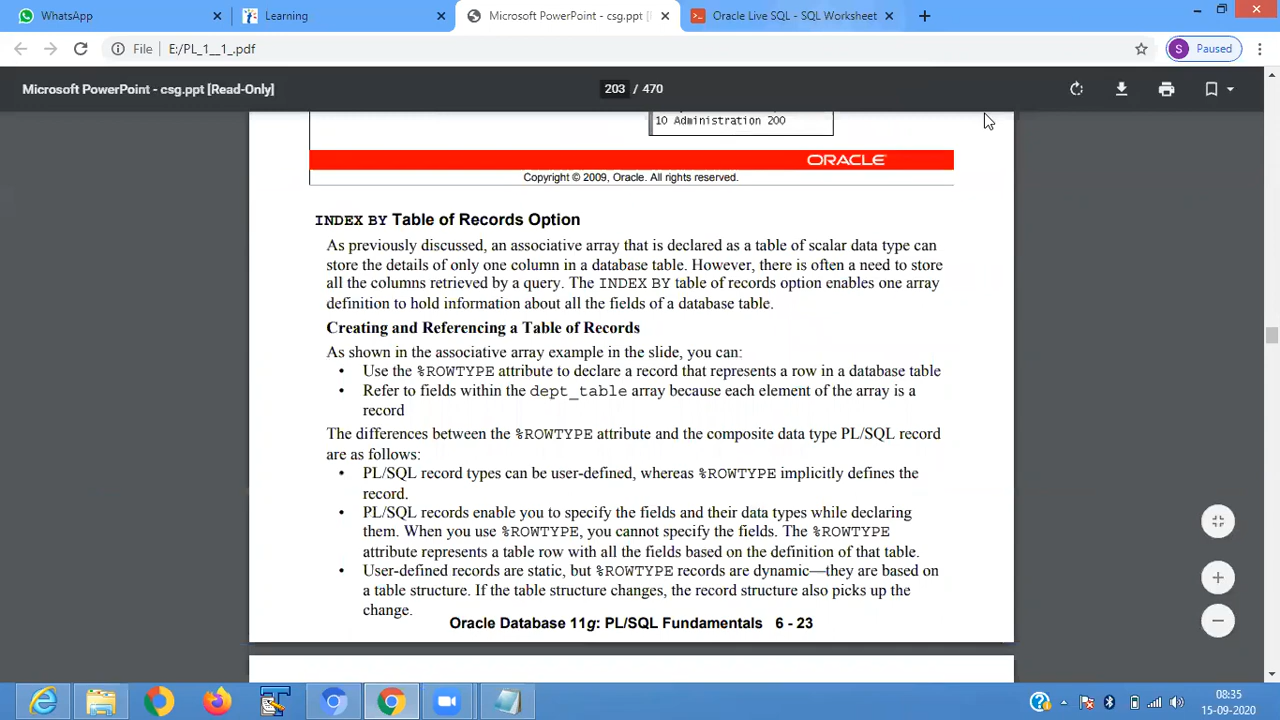 WhatsApp
Learning
Microsoft PowerPoint - csg.ppt [
Oracle Live SQL - SQL Worksheet
File E:/PL_1__1_.pdf
S Paused
Microsoft PowerPoint - csg.ppt [Read-Only]
203 / 470
10 Administration 200
ORACLE
Copyright © 2009, Oracle. All rights reserved.
INDEX BY Table of Records Option
As previously discussed, an associative array that is declared as a table of scalar data type can
store the details of only one column in a database table. However, there is often a need to store
all the columns retrieved by a query. The INDEX BY table of records option enables one array
definition to hold information about all the fields of a database table.
Creating and Referencing a Table of Records
As shown in the associative array example in the slide, you can:
• Use the %ROWTYPE attribute to declare a record that represents a row in a database table
• Refer to fields within the dept_table array because each element of the array is a
record
The differences between the %ROWTYPE attribute and the composite data type PL/SQL record
are as follows:
• PL/SQL record types can be user-defined, whereas %ROWTYPE implicitly defines the
record.
• PL/SQL records enable you to specify the fields and their data types while declaring
them. When you use %ROWTYPE, you cannot specify the fields. The %ROWTYPE
attribute represents a table row with all the fields based on the definition of that table.
• User-defined records are static, but %ROWTYPE records are dynamic—they are based on
a table structure. If the table structure changes, the record structure also picks up the
change.
Oracle Database 11g: PL/SQL Fundamentals 6 - 23
08:35
15-09-2020